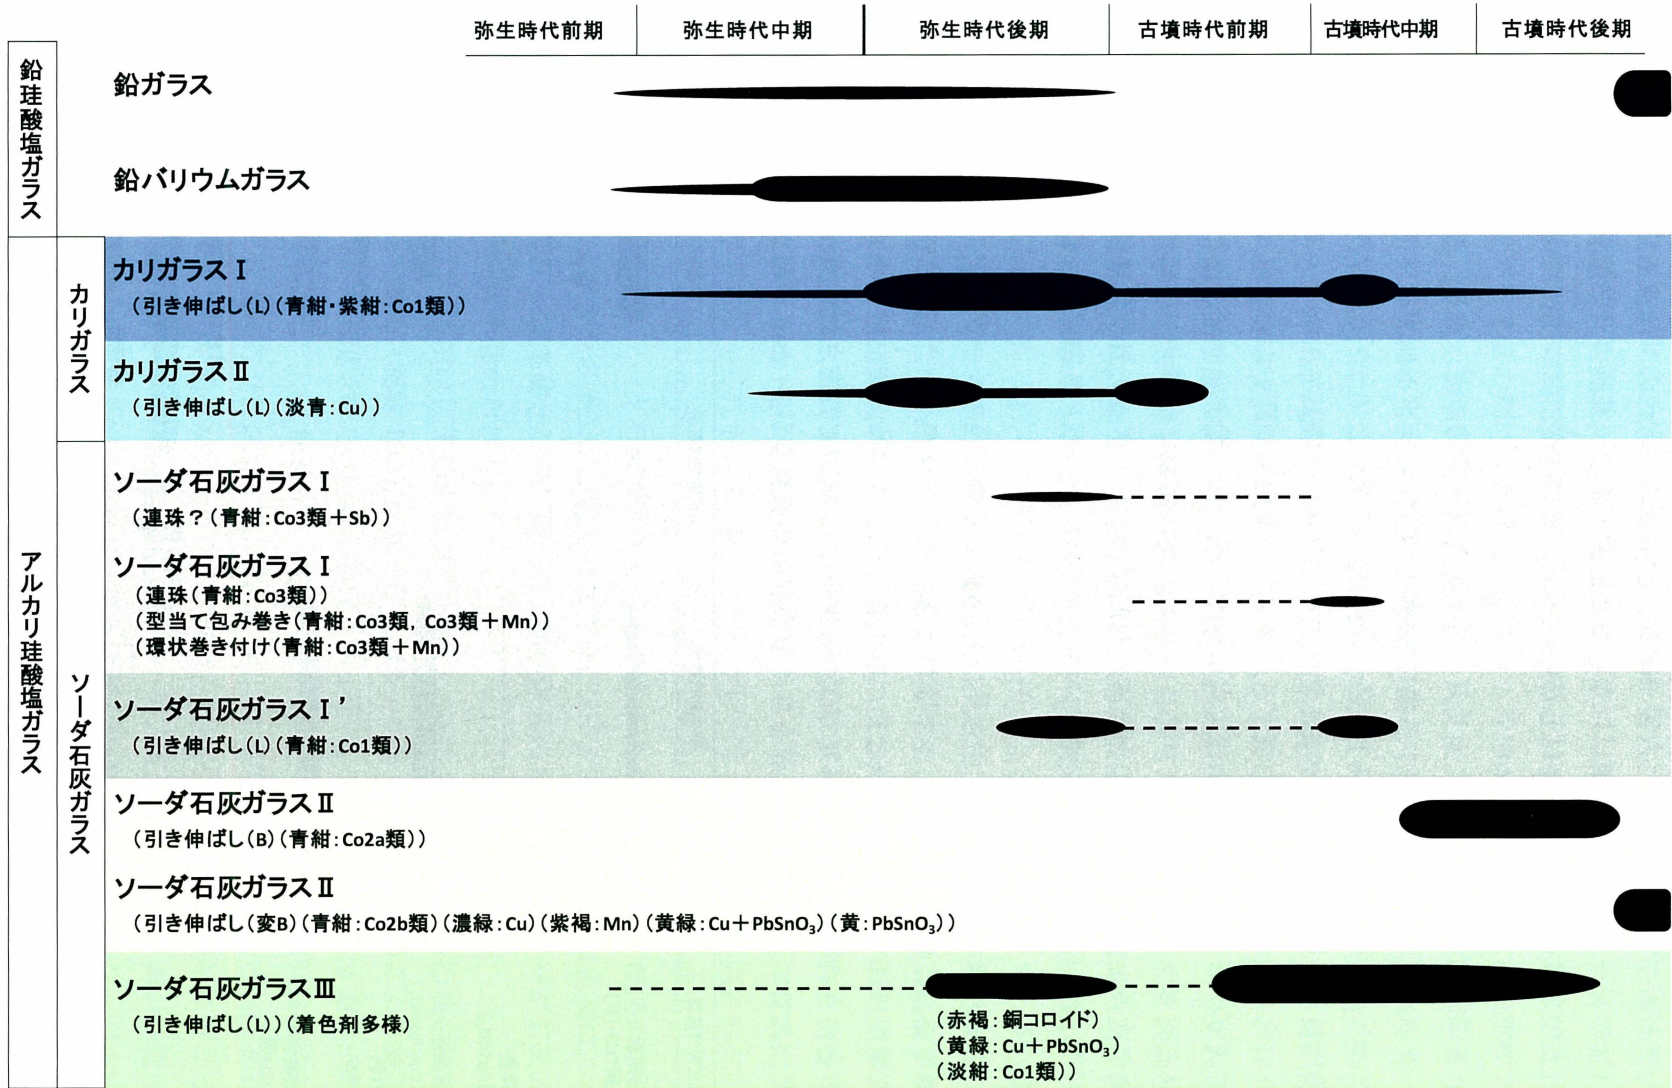 弥生時代前期
弥生時代中期
弥生時代後期
古墳時代前期
古墳時代中期
古墳時代後期
鉛珪酸塩ガラス
鉛ガラス
鉛バリウムガラス
アルカリ珪酸塩ガラス
カリガラス
カリガラスⅠ
(引き伸ばし(L)(青紺・紫紺:Co1類))
カリガラスⅡ
(引き伸ばし(L)(淡青:Cu))
ソーダ石灰ガラス
ソーダ石灰ガラスⅠ
(連珠?(青紺:Co3類+Sb))
ソーダ石灰ガラスⅠ
(連珠(青紺:Co3類))
(型当て包み巻き(青紺:Co3類, Co3類+Mn))
(環状巻き付け(青紺:Co3類+Mn))
ソーダ石灰ガラスⅠ’
(引き伸ばし(L)(青紺:Co1類))
ソーダ石灰ガラスⅡ
(引き伸ばし(B)(青紺:Co2a類))
ソーダ石灰ガラスⅡ
(引き伸ばし(変B)(青紺:Co2b類)(濃緑:Cu)(紫褐:Mn)(黄緑:Cu+PbSnO₃)(黄:PbSnO₃))
ソーダ石灰ガラスⅢ
(引き伸ばし(L))(着色剤多様)
(赤褐:銅コロイド)
(黄緑:Cu+PbSnO₃)
(淡紺:Co1類))